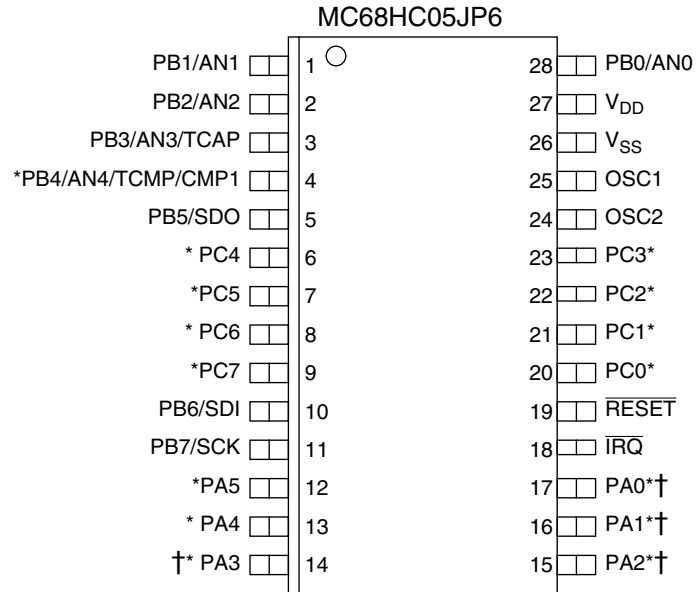 MC68HC05JP6
PB1/AN1 1 28 PB0/AN0
PB2/AN2 2 27 VDD
PB3/AN3/TCAP 3 26 VSS
*PB4/AN4/TCMP/CMP1 4 25 OSC1
PB5/SDO 5 24 OSC2
* PC4 6 23 PC3*
*PC5 7 22 PC2*
* PC6 8 21 PC1*
*PC7 9 20 PC0*
PB6/SDI 10 19 RESET
PB7/SCK 11 18 IRQ
*PA5 12 17 PA0*†
* PA4 13 16 PA1*†
†* PA3 14 15 PA2*†